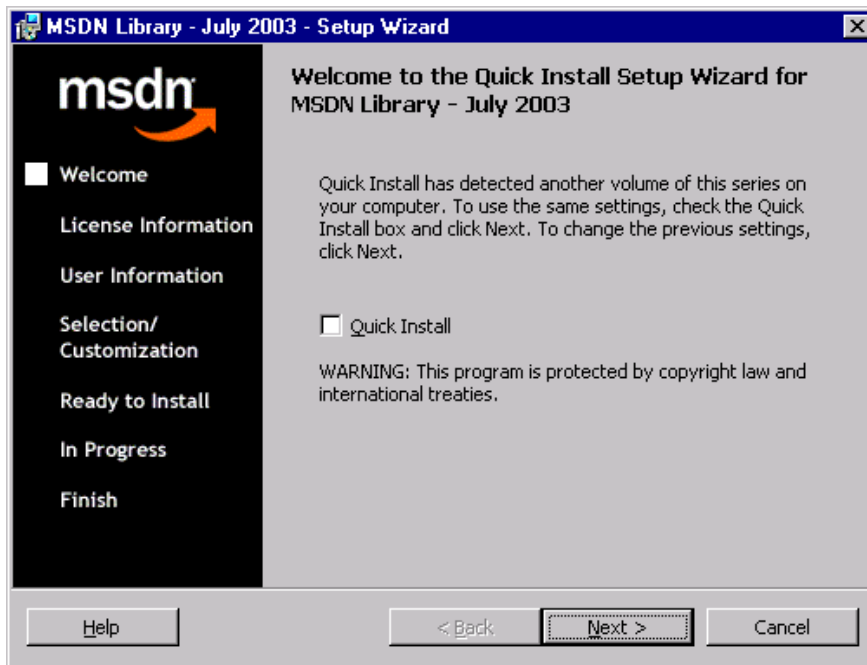 MSDN Library - July 2003 - Setup Wizard
msdn
Welcome
License Information
User Information
Selection/
Customization
Ready to Install
In Progress
Finish
Welcome to the Quick Install Setup Wizard for
MSDN Library - July 2003
Quick Install has detected another volume of this series on
your computer. To use the same settings, check the Quick
Install box and click Next. To change the previous settings,
click Next.
Quick Install
WARNING: This program is protected by copyright law and
international treaties.
Help
< Back
Next >
Cancel